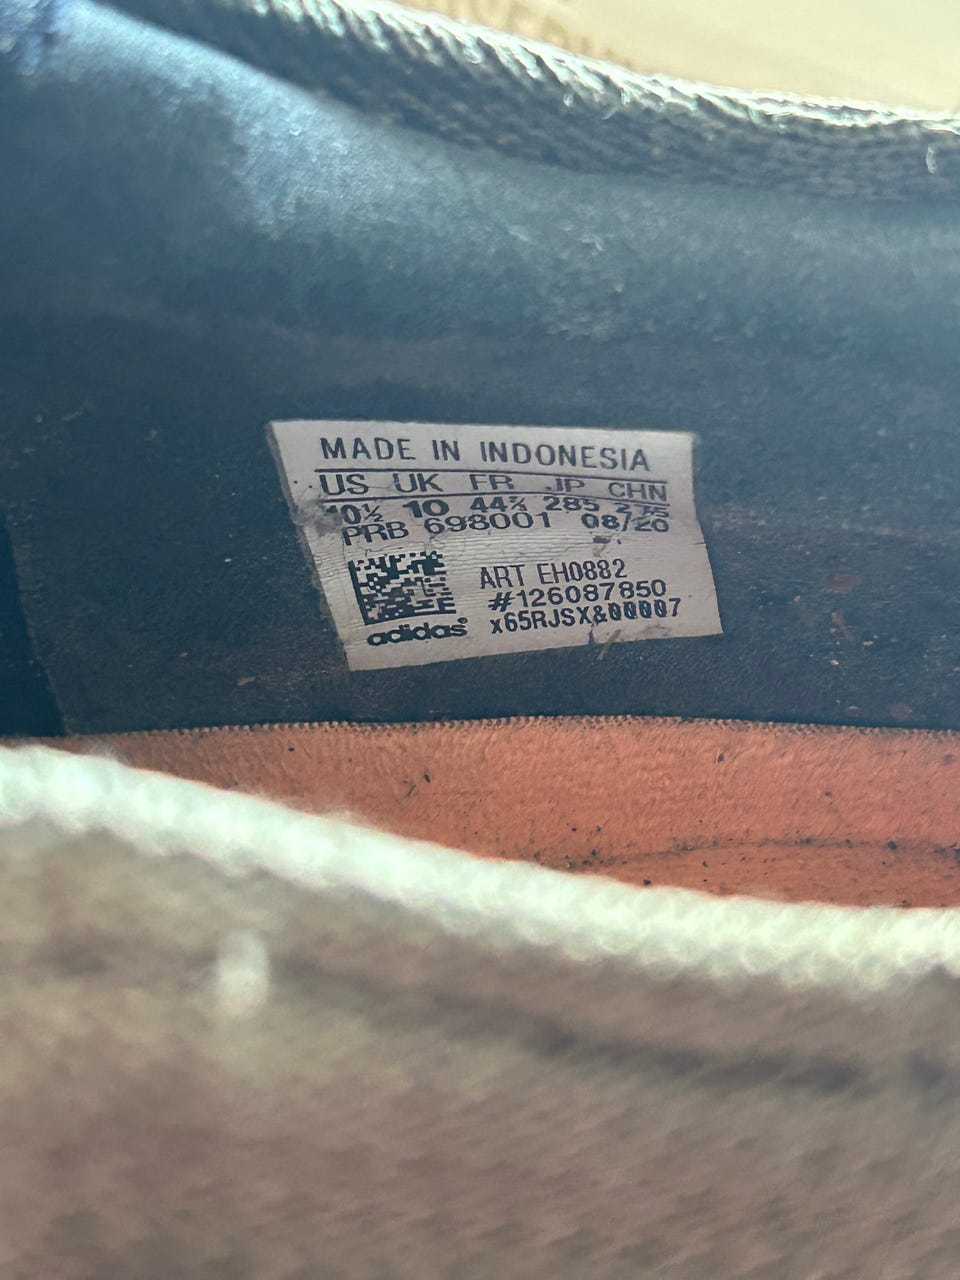 MADE IN INDONESIA
US UK FR JP CHN
10½ 10 44⅔ 285
PRB 698001 08/20
ART EH0882
#126087850
x65RJSX&00007
adidas